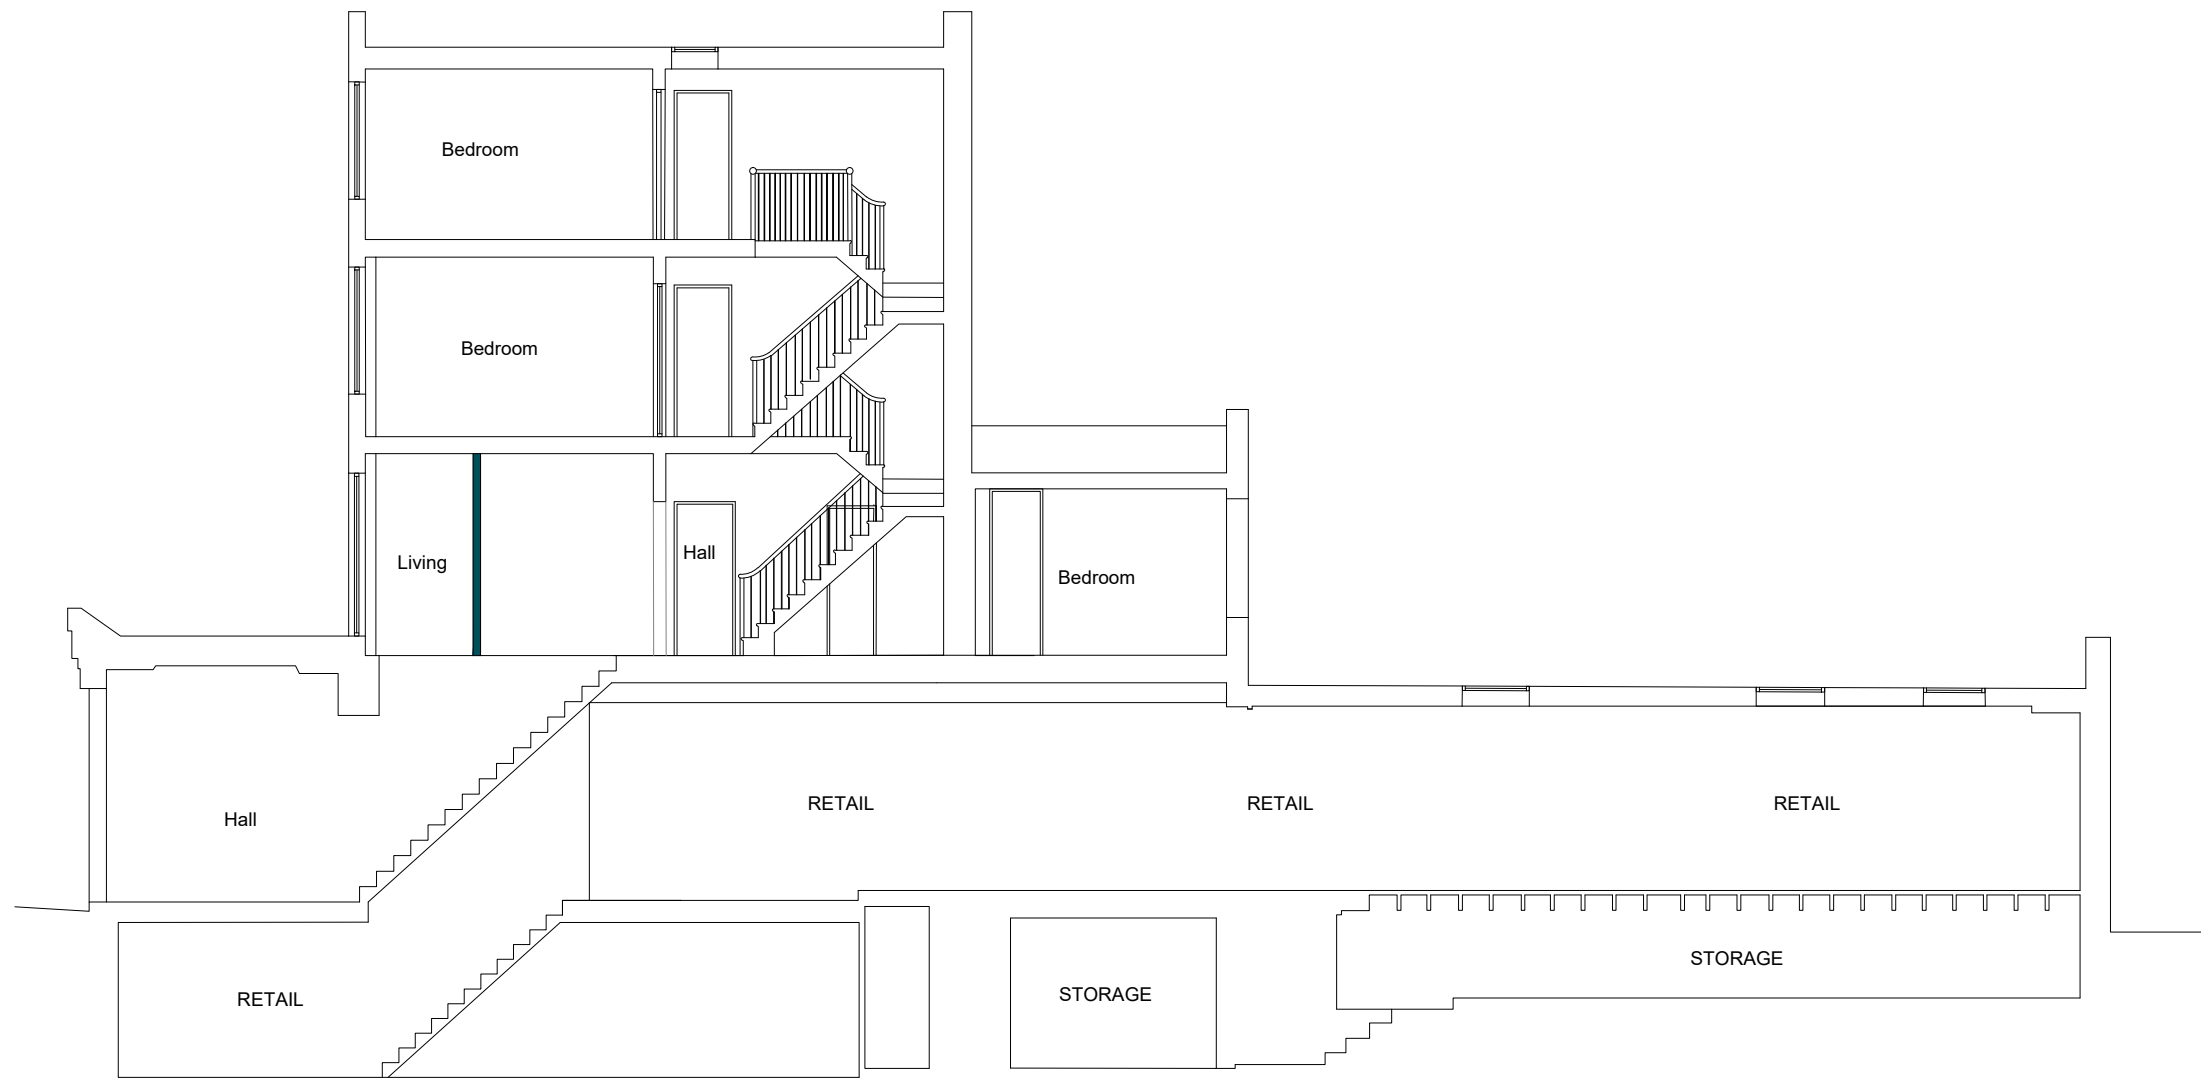 Bedroom
Bedroom
Living
Hall
Bedroom
Hall
RETAIL
RETAIL
RETAIL
RETAIL
STORAGE
STORAGE